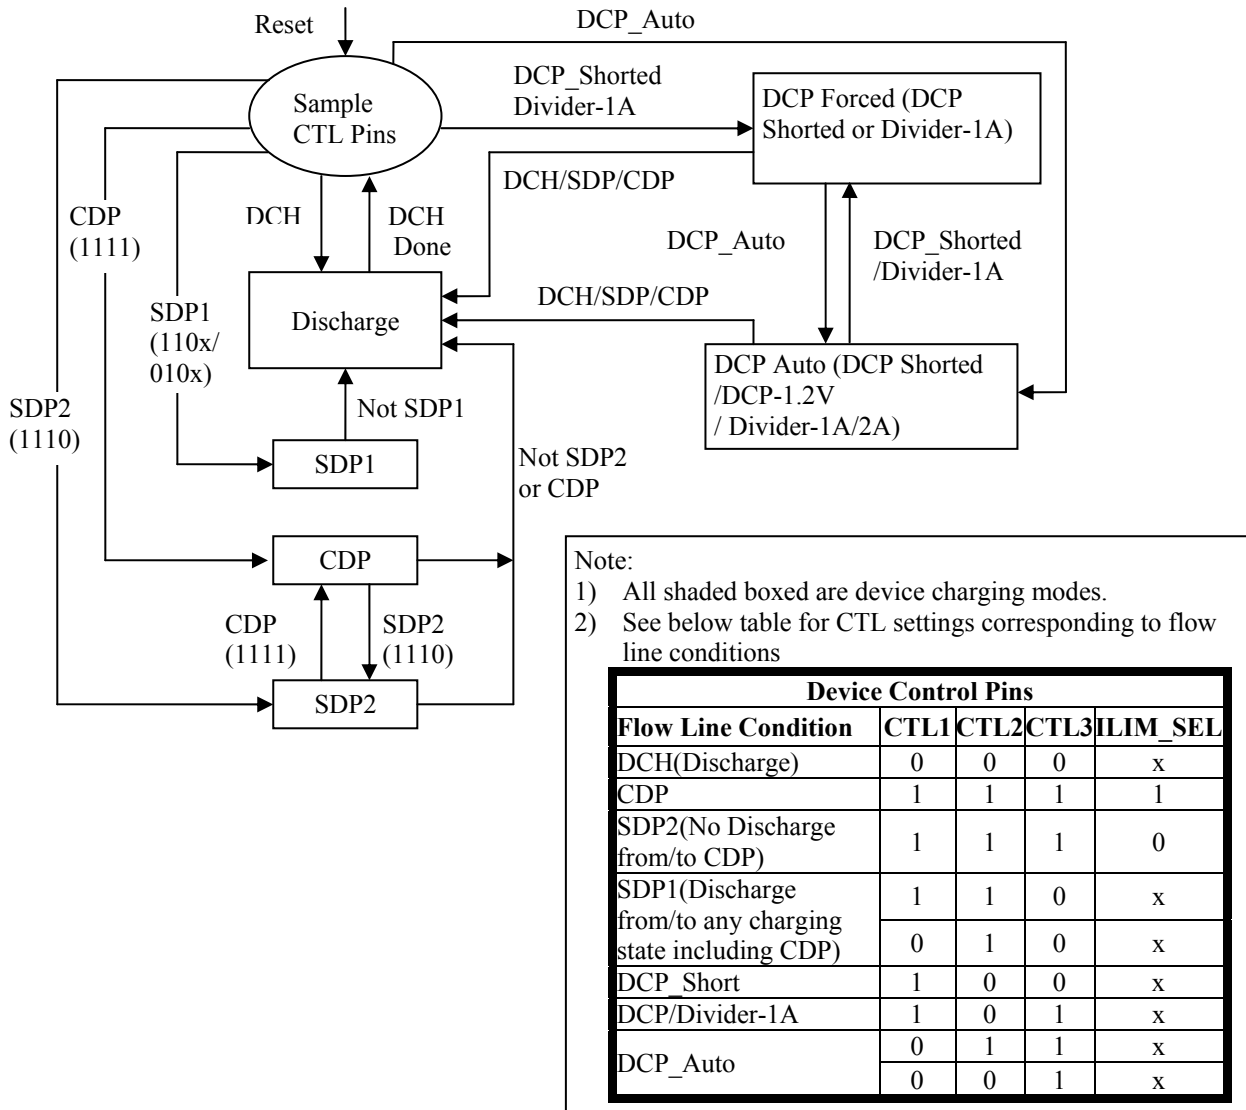 Reset
DCP_Auto
Sample
CTL Pins
DCP_Shorted
Divider-1A
DCP Forced (DCP
Shorted or Divider-1A)
DCH/SDP/CDP
CDP
(1111)
DCH
DCH
Done
DCP_Auto
DCP_Shorted
/Divider-1A
SDP1
(110x/
010x)
Discharge
DCH/SDP/CDP
DCP Auto (DCP Shorted
/DCP-1.2V
/ Divider-1A/2A)
SDP2
(1110)
Not SDP1
SDP1
Not SDP2
or CDP
CDP
CDP
(1111)
SDP2
(1110)
SDP2
Note:
1) All shaded boxed are device charging modes.
2) See below table for CTL settings corresponding to flow
line conditions
Device Control Pins
Flow Line Condition CTL1 CTL2 CTL3 ILIM_SEL
DCH(Discharge) 0 0 0 x
CDP 1 1 1 1
SDP2(No Discharge
from/to CDP) 1 1 1 0
SDP1(Discharge
from/to any charging
state including CDP)
1 1 0 x
0 1 0 x
DCP_Short 1 0 0 x
DCP/Divider-1A 1 0 1 x
DCP_Auto
0 1 1 x
0 0 1 x